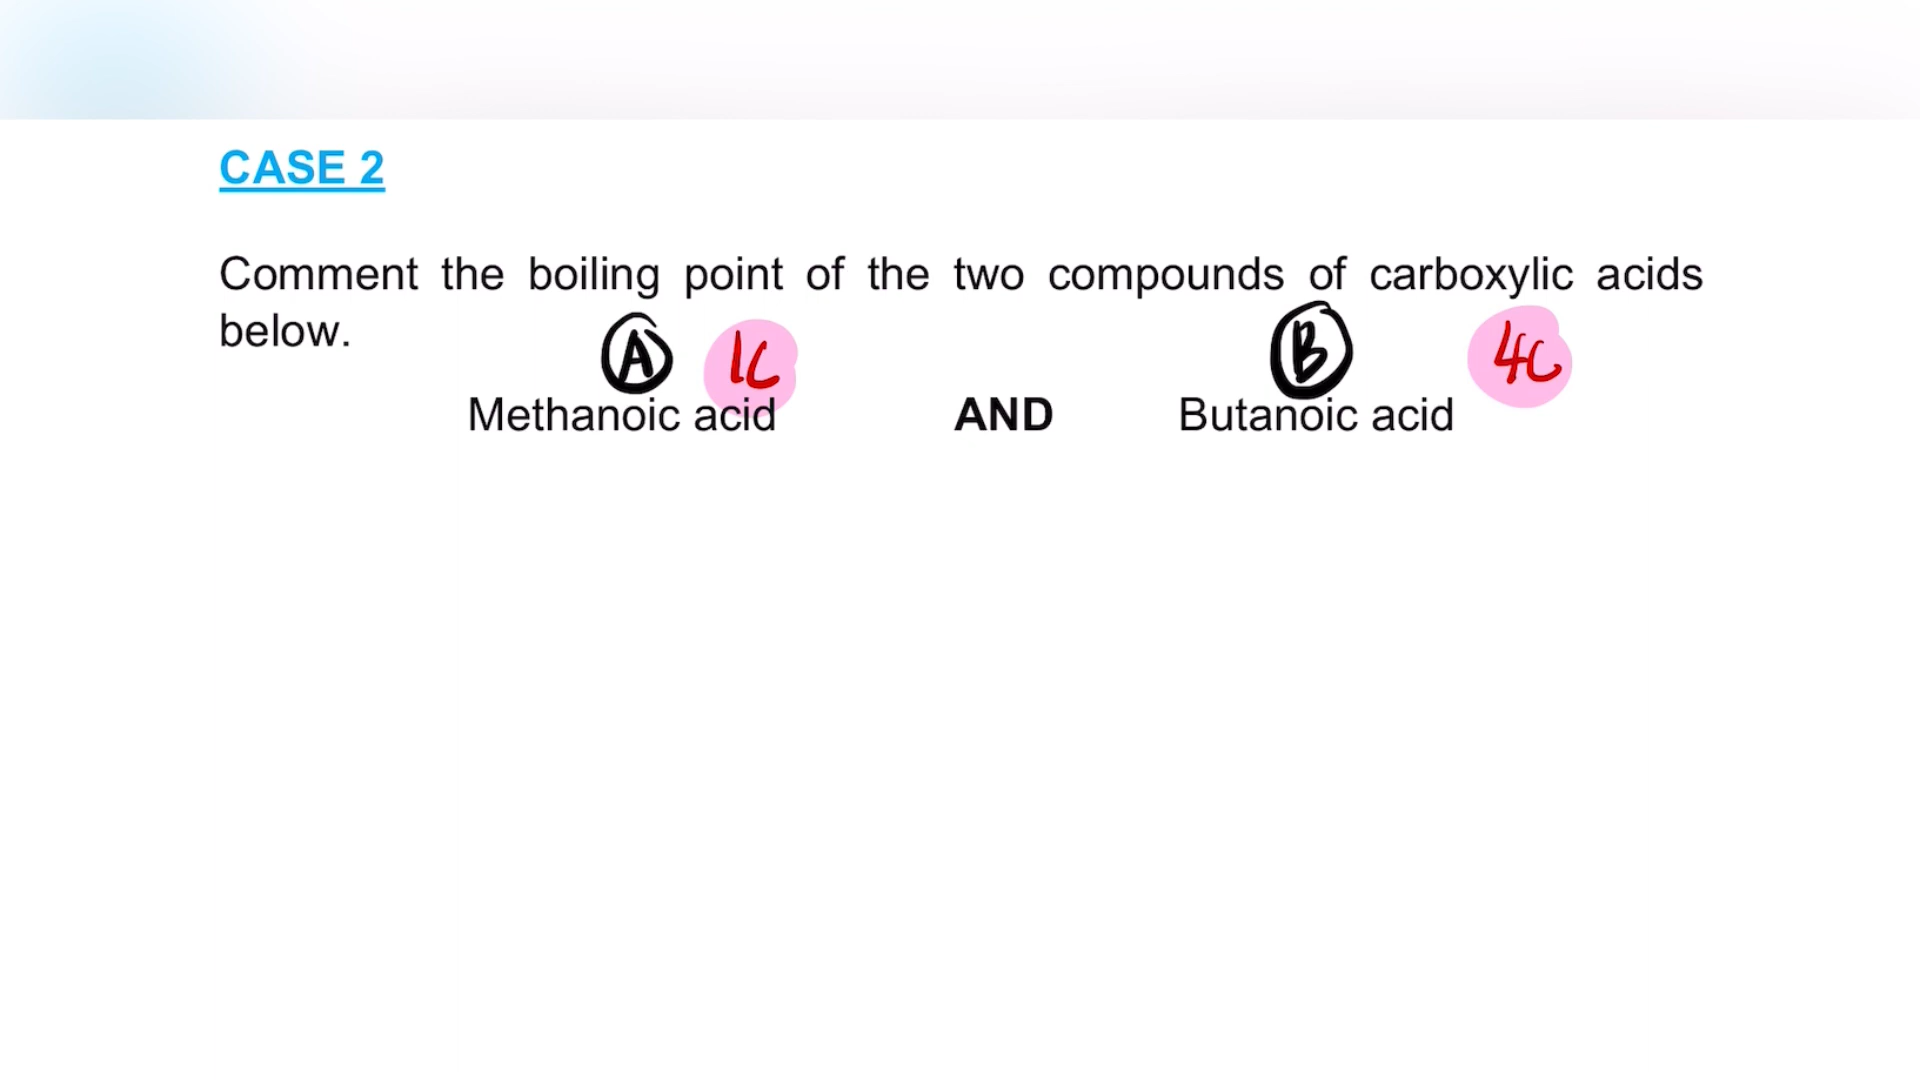 CASE 2
Comment the boiling point of the two compounds of carboxylic acids
below.
A 1C B 4C
Methanoic acid AND Butanoic acid